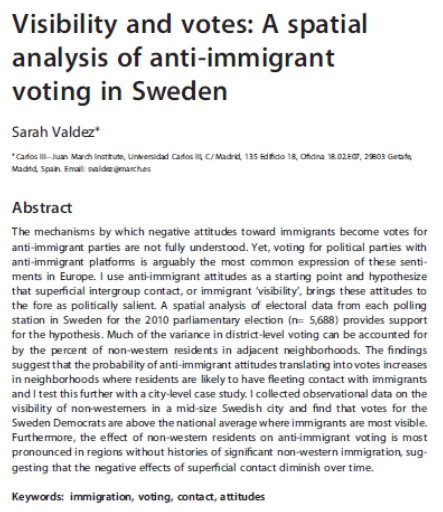 Visibility and votes: A spatial
analysis of anti-immigrant
voting in Sweden
Sarah Valdez*
*Carlos III–Juan March Institute, Universidad Carlos III, C/ Madrid, 135 Edificio 18, Oficina 18.02.E07, 29803 Getafe,
Madrid, Spain. Email: svaldez@march.es
Abstract
The mechanisms by which negative attitudes toward immigrants become votes for
anti-immigrant parties are not fully understood. Yet, voting for political parties with
anti-immigrant platforms is arguably the most common expression of these senti-
ments in Europe. I use anti-immigrant attitudes as a starting point and hypothesize
that superficial intergroup contact, or immigrant ‘visibility’, brings these attitudes to
the fore as politically salient. A spatial analysis of electoral data from each polling
station in Sweden for the 2010 parliamentary election (n= 5,688) provides support
for the hypothesis. Much of the variance in district-level voting can be accounted for
by the percent of non-western residents in adjacent neighborhoods. The findings
suggest that the probability of anti-immigrant attitudes translating into votes increases
in neighborhoods where residents are likely to have fleeting contact with immigrants
and I test this further with a city-level case study. I collected observational data on the
visibility of non-westerners in a mid-size Swedish city and find that votes for the
Sweden Democrats are above the national average where immigrants are most visible.
Furthermore, the effect of non-western residents on anti-immigrant voting is most
pronounced in regions without histories of significant non-western immigration, sug-
gesting that the negative effects of superficial contact diminish over time.
Keywords: immigration, voting, contact, attitudes